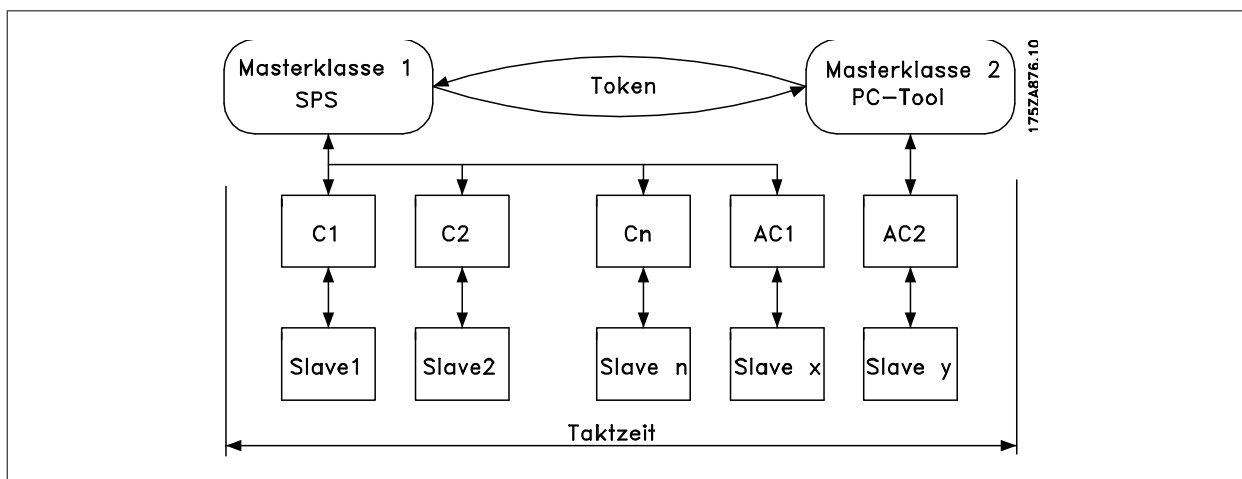 Masterklasse 1
SPS
Token
Masterklasse 2
PC-Tool
175ZA876.10
C1
C2
Cn
AC1
AC2
Slave1
Slave2
Slave n
Slave x
Slave y
Taktzeit